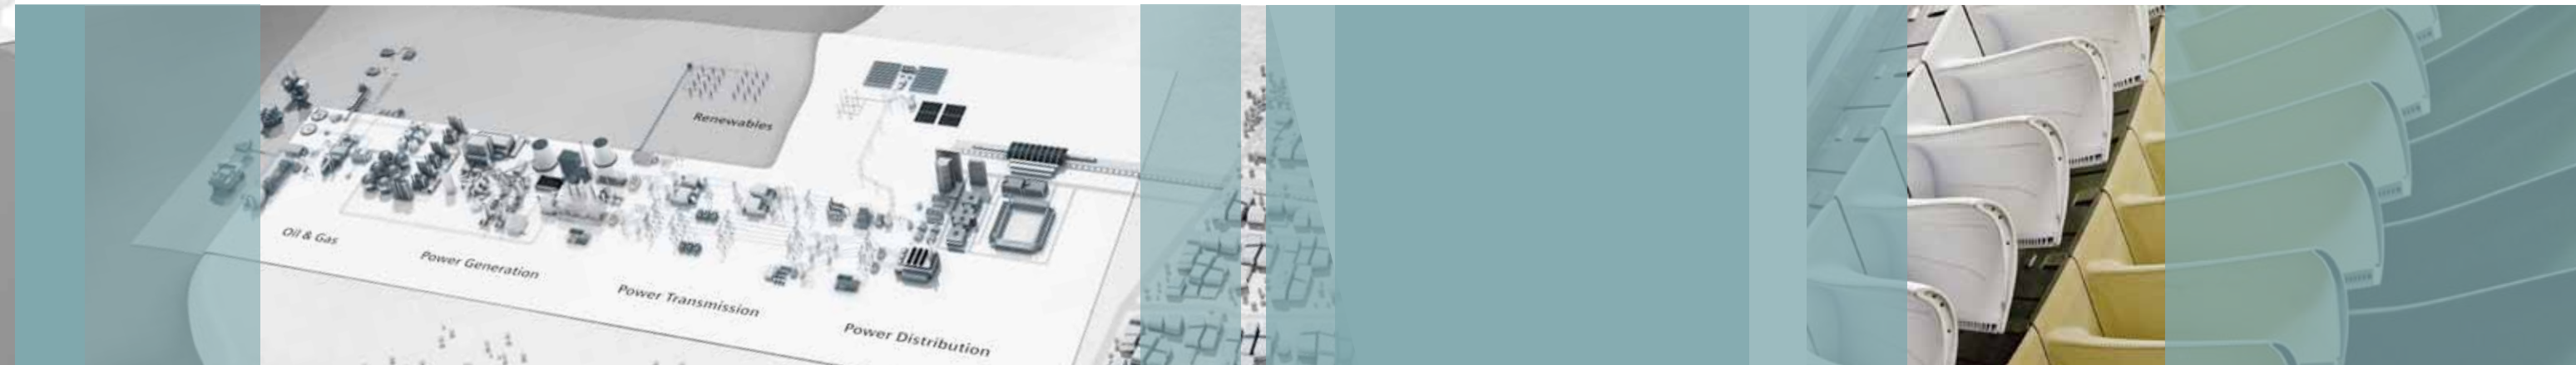 Renewables
Oil & Gas
Power Generation
Power Transmission
Power Distribution